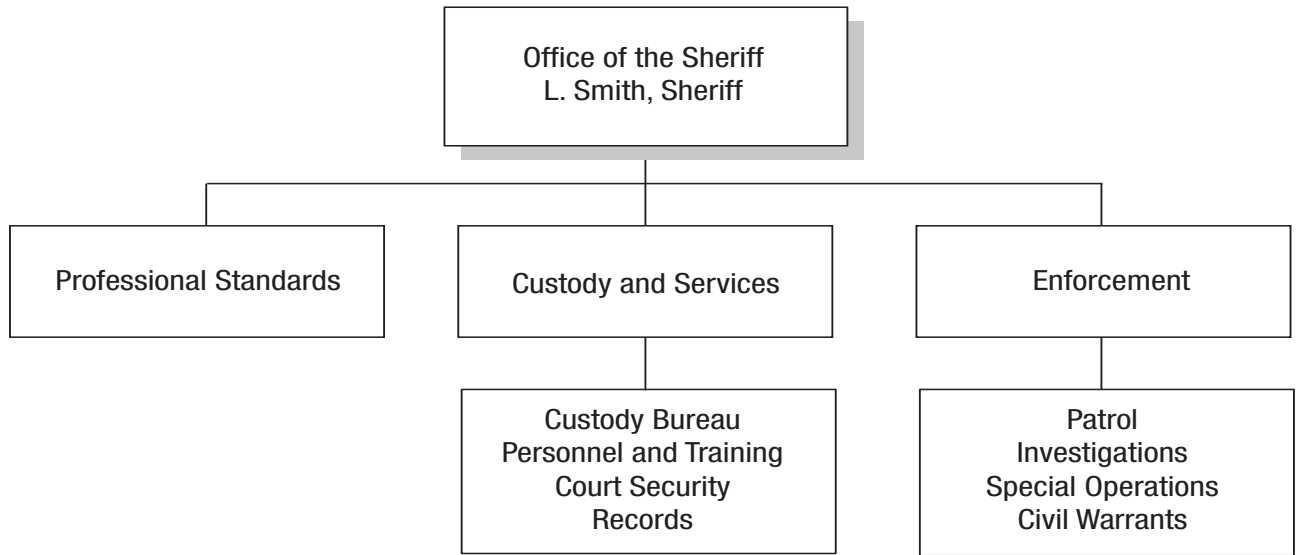 Office of the Sheriff
L. Smith, Sheriff
Professional Standards
Custody and Services
Enforcement
Custody Bureau
Personnel and Training
Court Security
Records
Patrol
Investigations
Special Operations
Civil Warrants